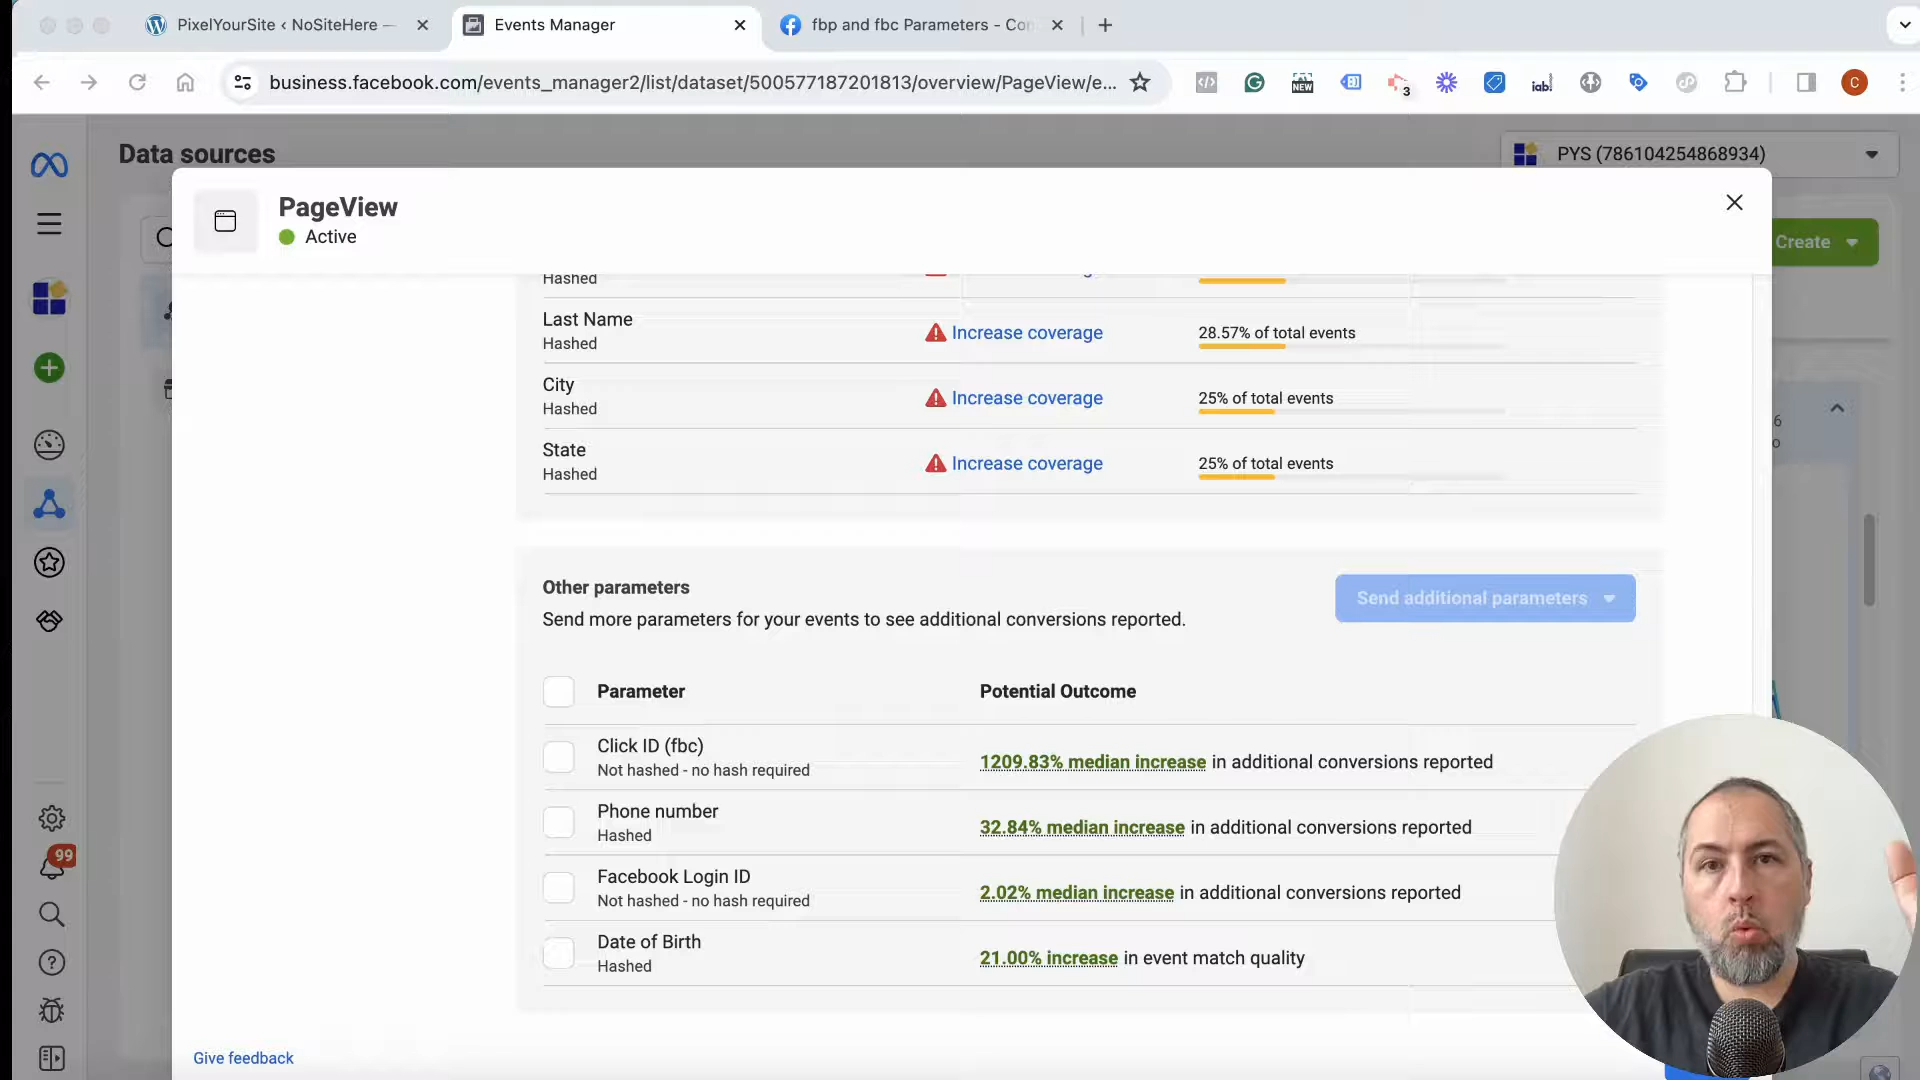 PixelYourSite ‹ NoSiteHere —
Events Manager
fbp and fbc Parameters - Con
business.facebook.com/events_manager2/list/dataset/500577187201813/overview/PageView/e...
NEW
3
iab!
C
Data sources
PYS (786104254868934)
PageView
Active
Create
Hashed
Last Name
Hashed
Increase coverage
28.57% of total events
City
Hashed
Increase coverage
25% of total events
State
Hashed
Increase coverage
25% of total events
6
o
Other parameters
Send more parameters for your events to see additional conversions reported.
Send additional parameters
Parameter
Potential Outcome
Click ID (fbc)
Not hashed - no hash required
1209.83% median increase in additional conversions reported
Phone number
Hashed
32.84% median increase in additional conversions reported
Facebook Login ID
Not hashed - no hash required
2.02% median increase in additional conversions reported
Date of Birth
Hashed
21.00% increase in event match quality
99
Give feedback